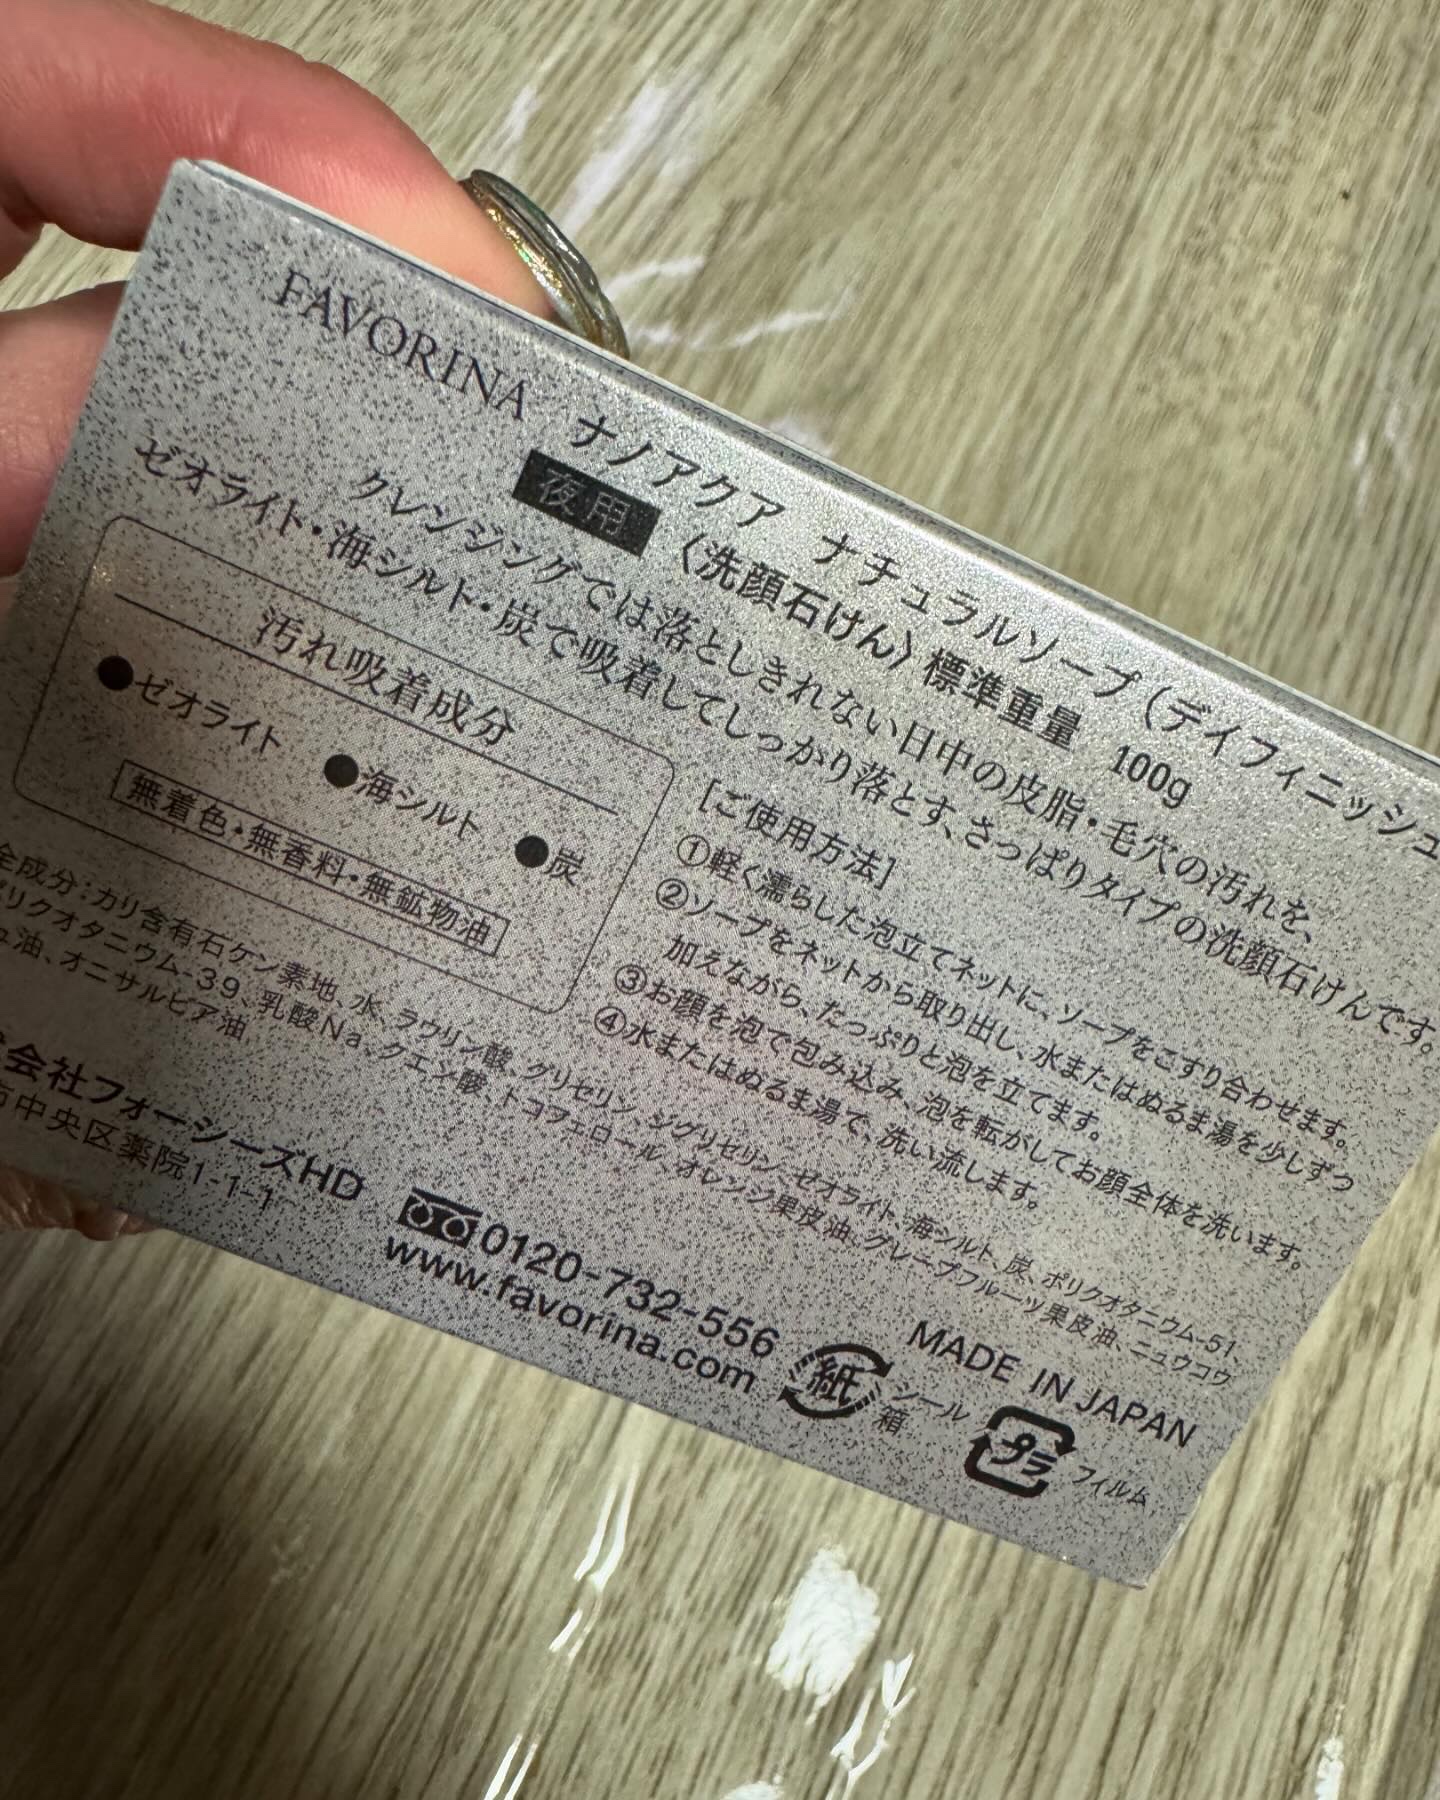 FAVORINA ナノアクア ナチュラルソープ（デイフィニッシュ
夜用 〈洗顔石けん〉 標準重量 100g
クレンジングでは落としきれない日中の皮脂・毛穴の汚れを、
ゼオライト・海シルト・炭で吸着してしっかり落とす、さっぱりタイプの洗顔石けんです。
汚れ吸着成分
●ゼオライト ●海シルト ●炭
無着色・無香料・無鉱物油
［ご使用方法］
①軽く濡らした泡立てネットに、ソープをこすり合わせます。
②ソープをネットから取り出し、水またはぬるま湯を少しずつ
加えながら、たっぷりと泡を立てます。
③お顔を泡で包み込み、泡を転がしてお顔全体を洗います。
④水またはぬるま湯で、洗い流します。
全成分：カリ含有石ケン素地、水、ラウリン酸、グリセリン、ジグリセリン、ゼオライト、海シルト、炭、ポリクオタニウム-51、
ポリクオタニウム-39、乳酸Na、クエン酸、トコフェロール、オレンジ果皮油、グレープフルーツ果皮油、ニュウコウ
ジュ油、オニサルビア油
会社フォーシーズHD
市中央区薬院1-1-1
0120-732-556
www.favorina.com
MADE IN JAPAN
紙 シール 箱
プラ フィルム